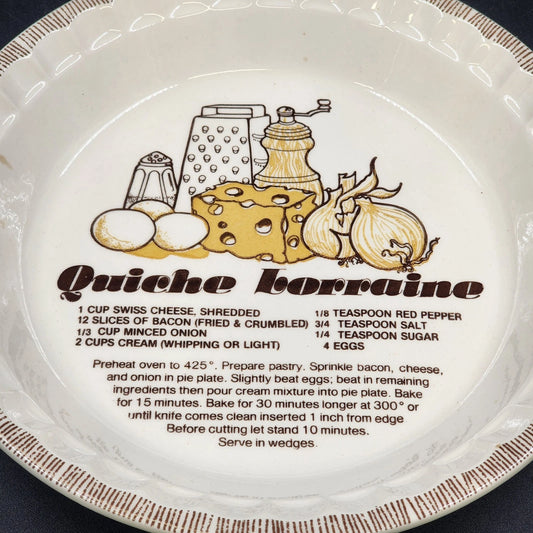 Quiche Lorraine
1 CUP SWISS CHEESE, SHREDDED
12 SLICES OF BACON (FRIED & CRUMBLED)
1/3 CUP MINCED ONION
2 CUPS CREAM (WHIPPING OR LIGHT)
1/8 TEASPOON RED PEPPER
3/4 TEASPOON SALT
1/4 TEASPOON SUGAR
4 EGGS
Preheat oven to 425°. Prepare pastry. Sprinkle bacon, cheese,
and onion in pie plate. Slightly beat eggs; beat in remaining
ingredients then pour cream mixture into pie plate. Bake
for 15 minutes. Bake for 30 minutes longer at 300° or
until knife comes clean inserted 1 inch from edge
Before cutting let stand 10 minutes.
Serve in wedges.